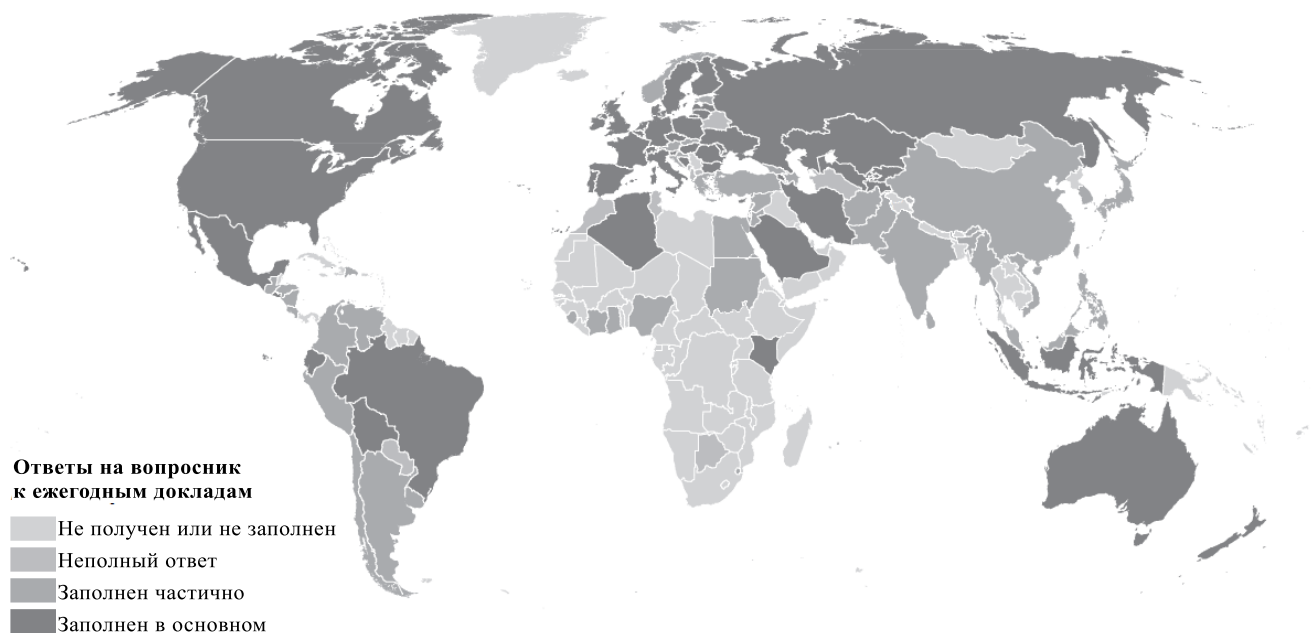 Ответы на вопросник
к ежегодным докладам
Не получен или не заполнен
Неполный ответ
Заполнен частично
Заполнен в основном